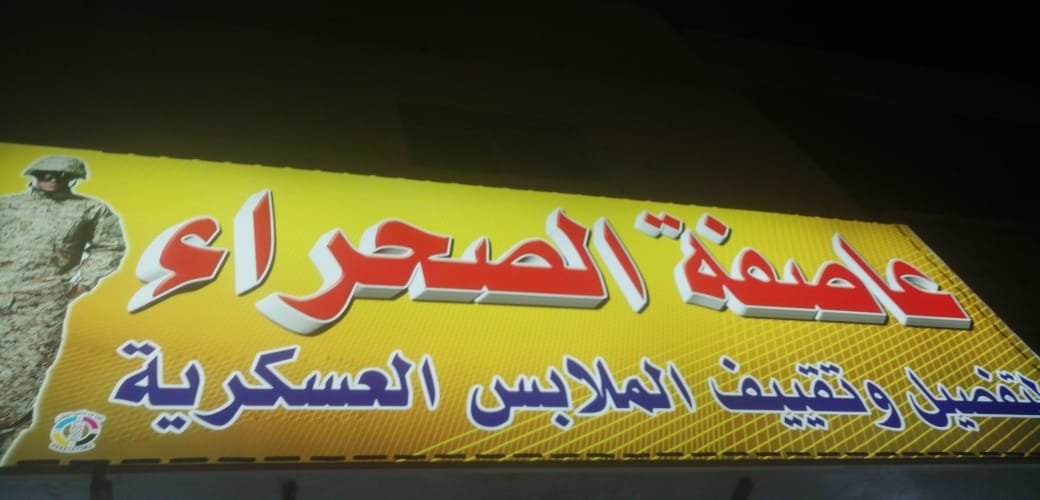 عاصفة الصحراء
لتفصيل وتقييف الملابس العسكرية